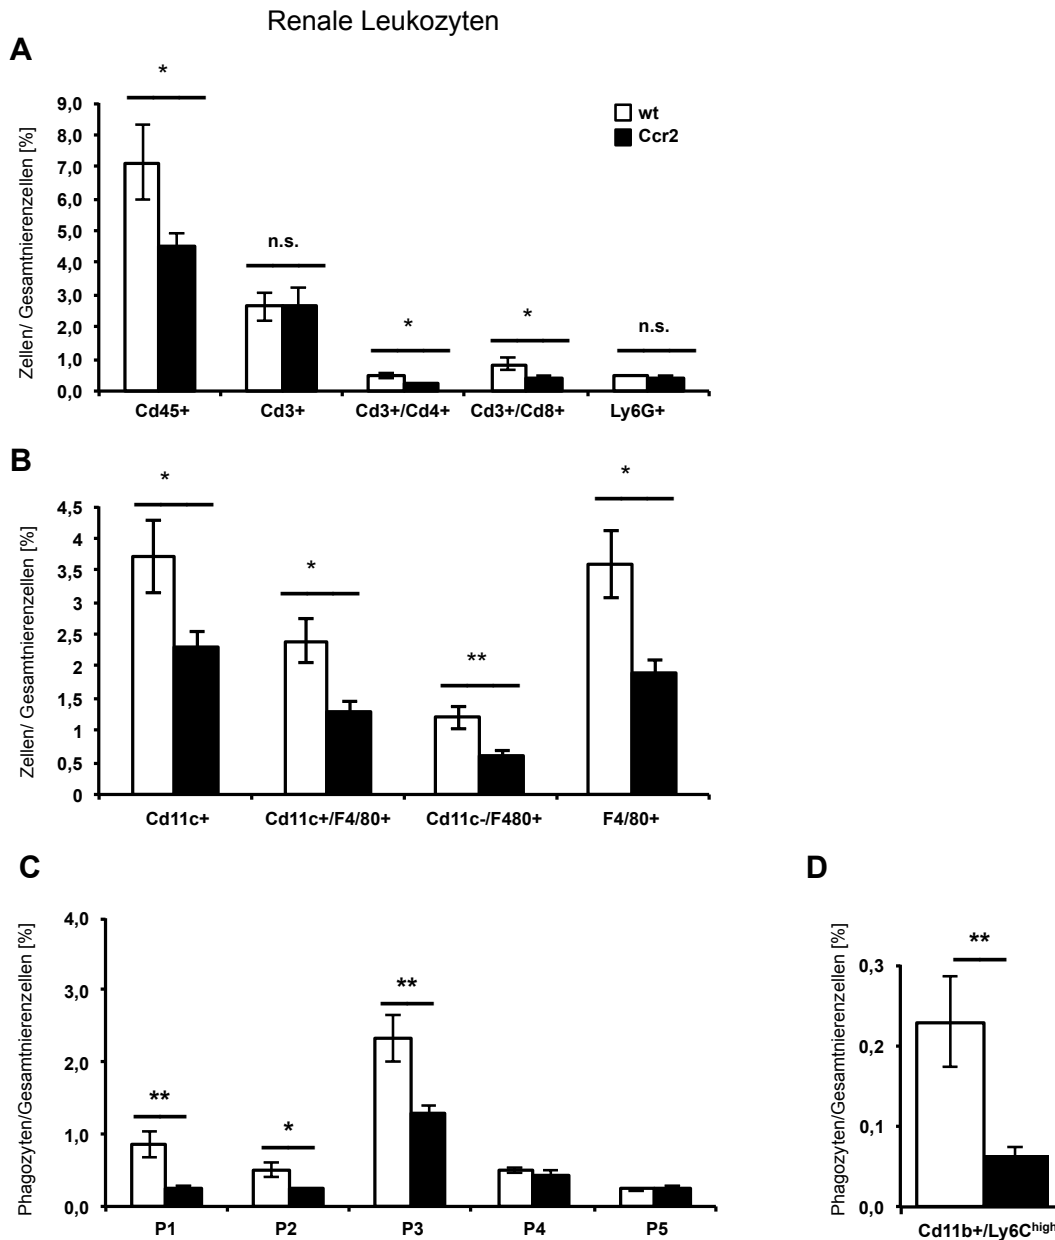 Renale Leukozyten
A
*
Zellen/ Gesamtnierenzellen [%]
9,0
8,0
7,0
6,0
5,0
4,0
3,0
2,0
1,0
0,0
wt
Ccr2
n.s.
*
*
n.s.
Cd45+ Cd3+ Cd3+/Cd4+ Cd3+/Cd8+ Ly6G+
B
*
*
**
*
Zellen/ Gesamtnierenzellen [%]
4,5
4
3,5
3
2,5
2
1,5
1
0,5
0
Cd11c+ Cd11c+/F4/80+ Cd11c-/F480+ F4/80+
C
Phagozyten/Gesamtnierenzellen [%]
4,0
3,0
2,0
1,0
0,0
**
*
**
P1 P2 P3 P4 P5
D
Phagozyten/Gesamtnierenzellen [%]
**
0,3
0,2
0,1
0,0
Cd11b+/Ly6Chigh